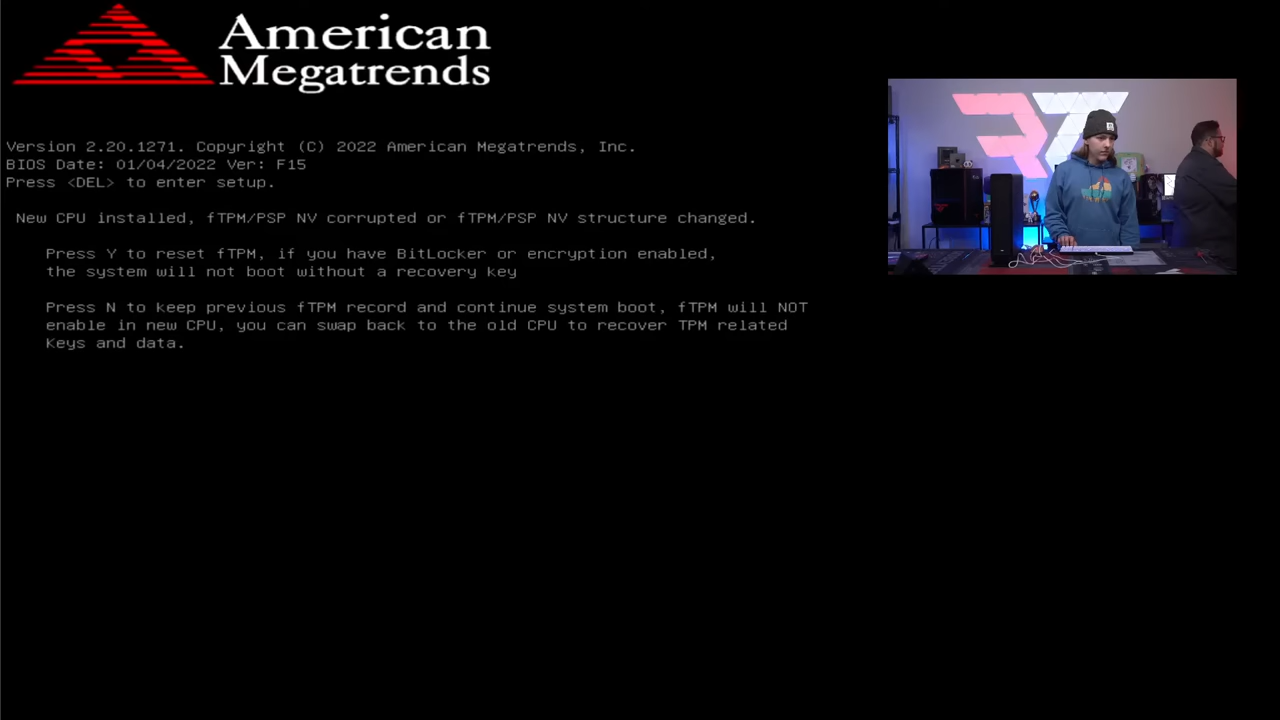 American
Megatrends
Version 2.20.1271. Copyright (C) 2022 American Megatrends, Inc.
BIOS Date: 01/04/2022 Ver: F15
Press <DEL> to enter setup.
New CPU installed, fTPM/PSP NV corrupted or fTPM/PSP NV structure changed.
Press Y to reset fTPM, if you have BitLocker or encryption enabled,
the system will not boot without a recovery key
Press N to keep previous fTPM record and continue system boot, fTPM will NOT
enable in new CPU, you can swap back to the old CPU to recover TPM related
Keys and data.